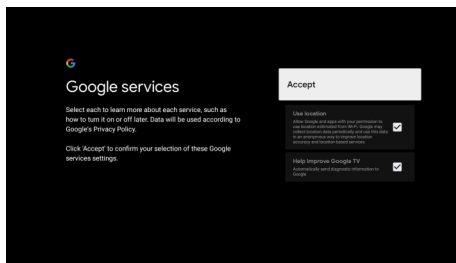 Google services
Select each to learn more about each service, such as
how to turn it on or off later. Data will be used according to
Google's Privacy Policy.
Click 'Accept' to confirm your selection of these Google
services settings.
Accept
Use location
Allow Google and apps with your permission to
use location estimated from Wi-Fi. Google may
collect location data periodically and use this data
in an anonymous way to improve location
accuracy and location-based services
Help improve Google TV
Automatically send diagnostic information to
Google